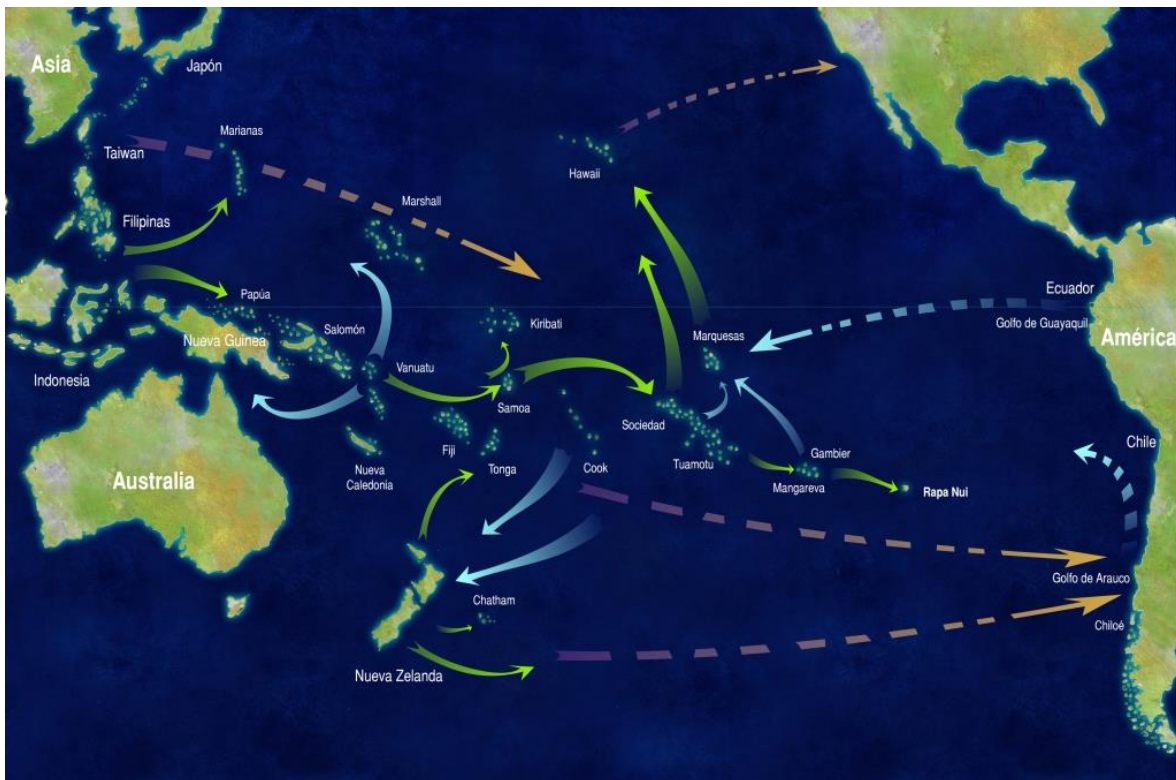 Asia
Japón
Taiwan
Marianas
Hawaii
Filipinas
Marshall
Papúa
Nueva Guinea
Salomón
Kiribati
Marquesas
Ecuador
Golfo de Guayaquil
América
Indonesia
Vanuatu
Samoa
Sociedad
Fiji
Tonga
Cook
Tuamotu
Gambier
Mangareva
Rapa Nui
Chile
Nueva
Caledonia
Australia
Golfo de Arauco
Chatham
Chiloé
Nueva Zelanda